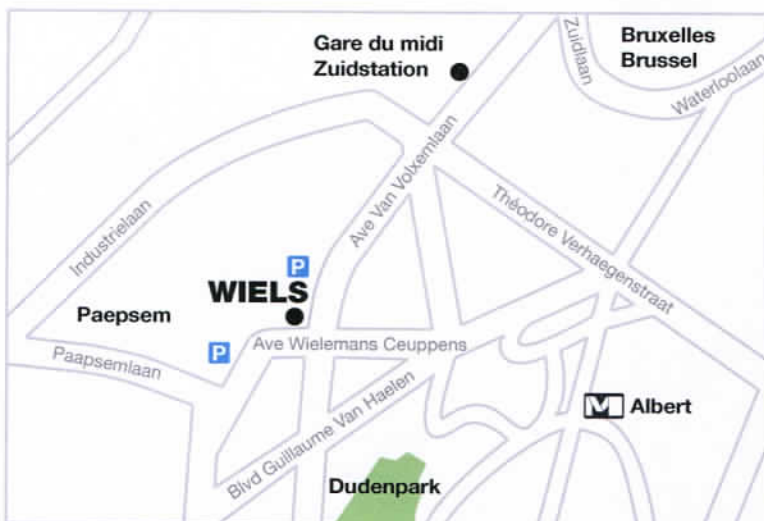 Gare du midi
Zuidstation
Bruxelles
Brussel
Zuidlaan
Waterloolaan
Ave Van Volxemlaan
Théodore Verhaegenstraat
Industrielaan
P
WIELS
Paepsem
P
Ave Wielemans Ceuppens
Paapsemlaan
Blvd Guillaume Van Haelen
M Albert
Dudenpark